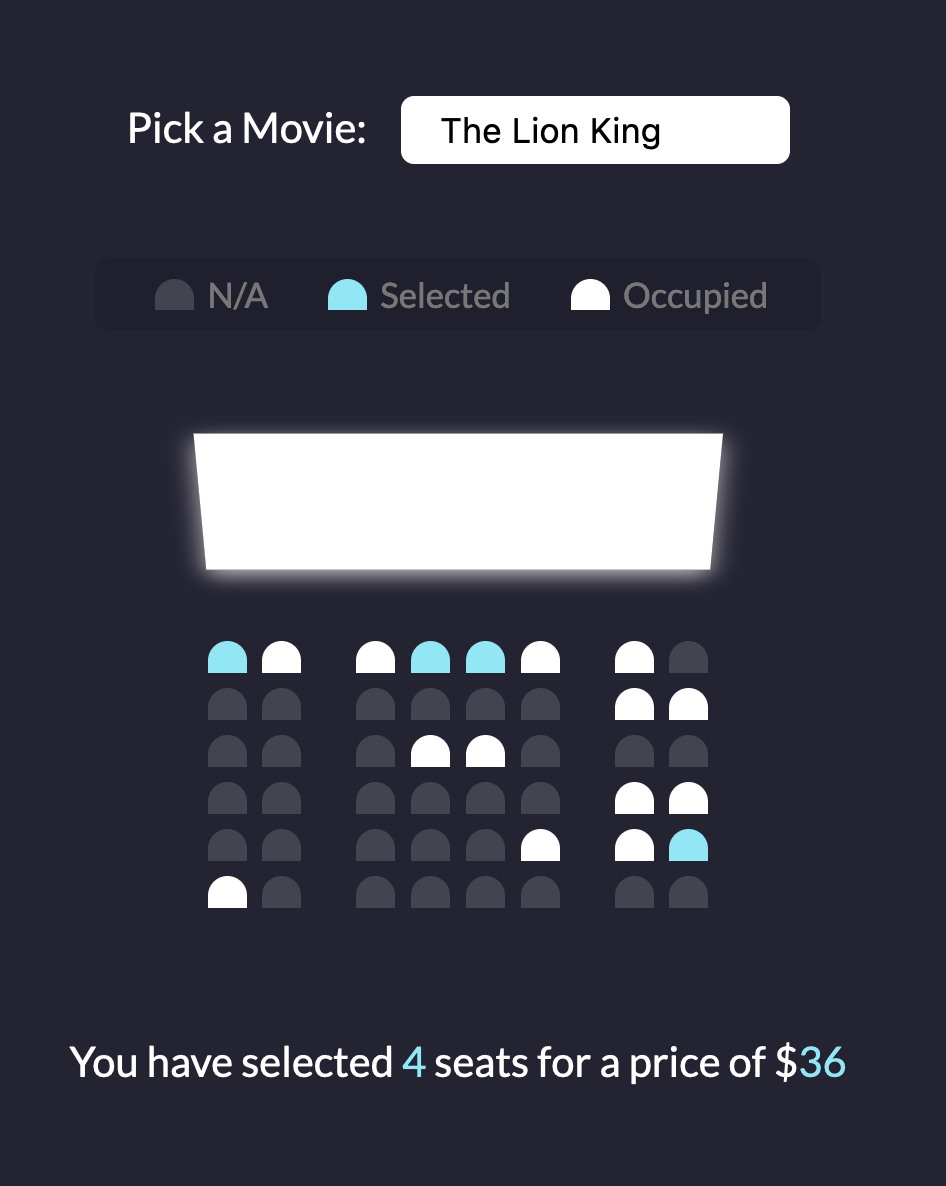 Pick a Movie: The Lion King
N/A Selected Occupied
You have selected 4 seats for a price of $36